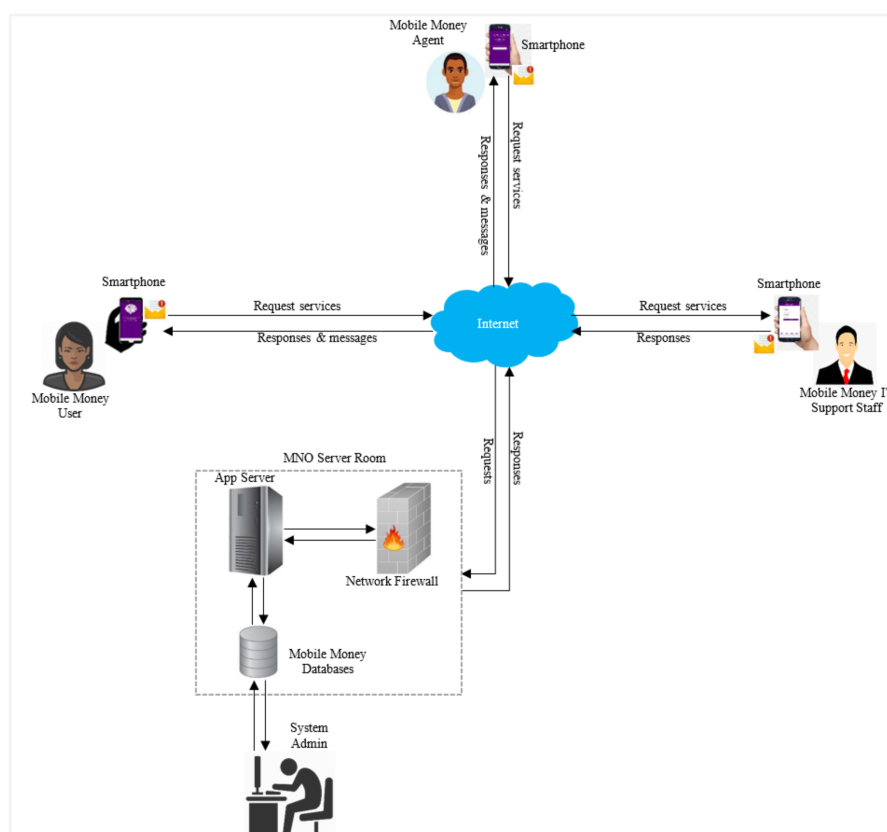 Mobile Money
Agent
Smartphone
Responses & messages
Request services
Smartphone
Request services
Responses & messages
Mobile Money
User
Internet
Smartphone
Request services
Responses
Mobile Money I
Support Staff
Requests
Responses
MNO Server Room
App Server
Network Firewall
Mobile Money
Databases
System
Admin